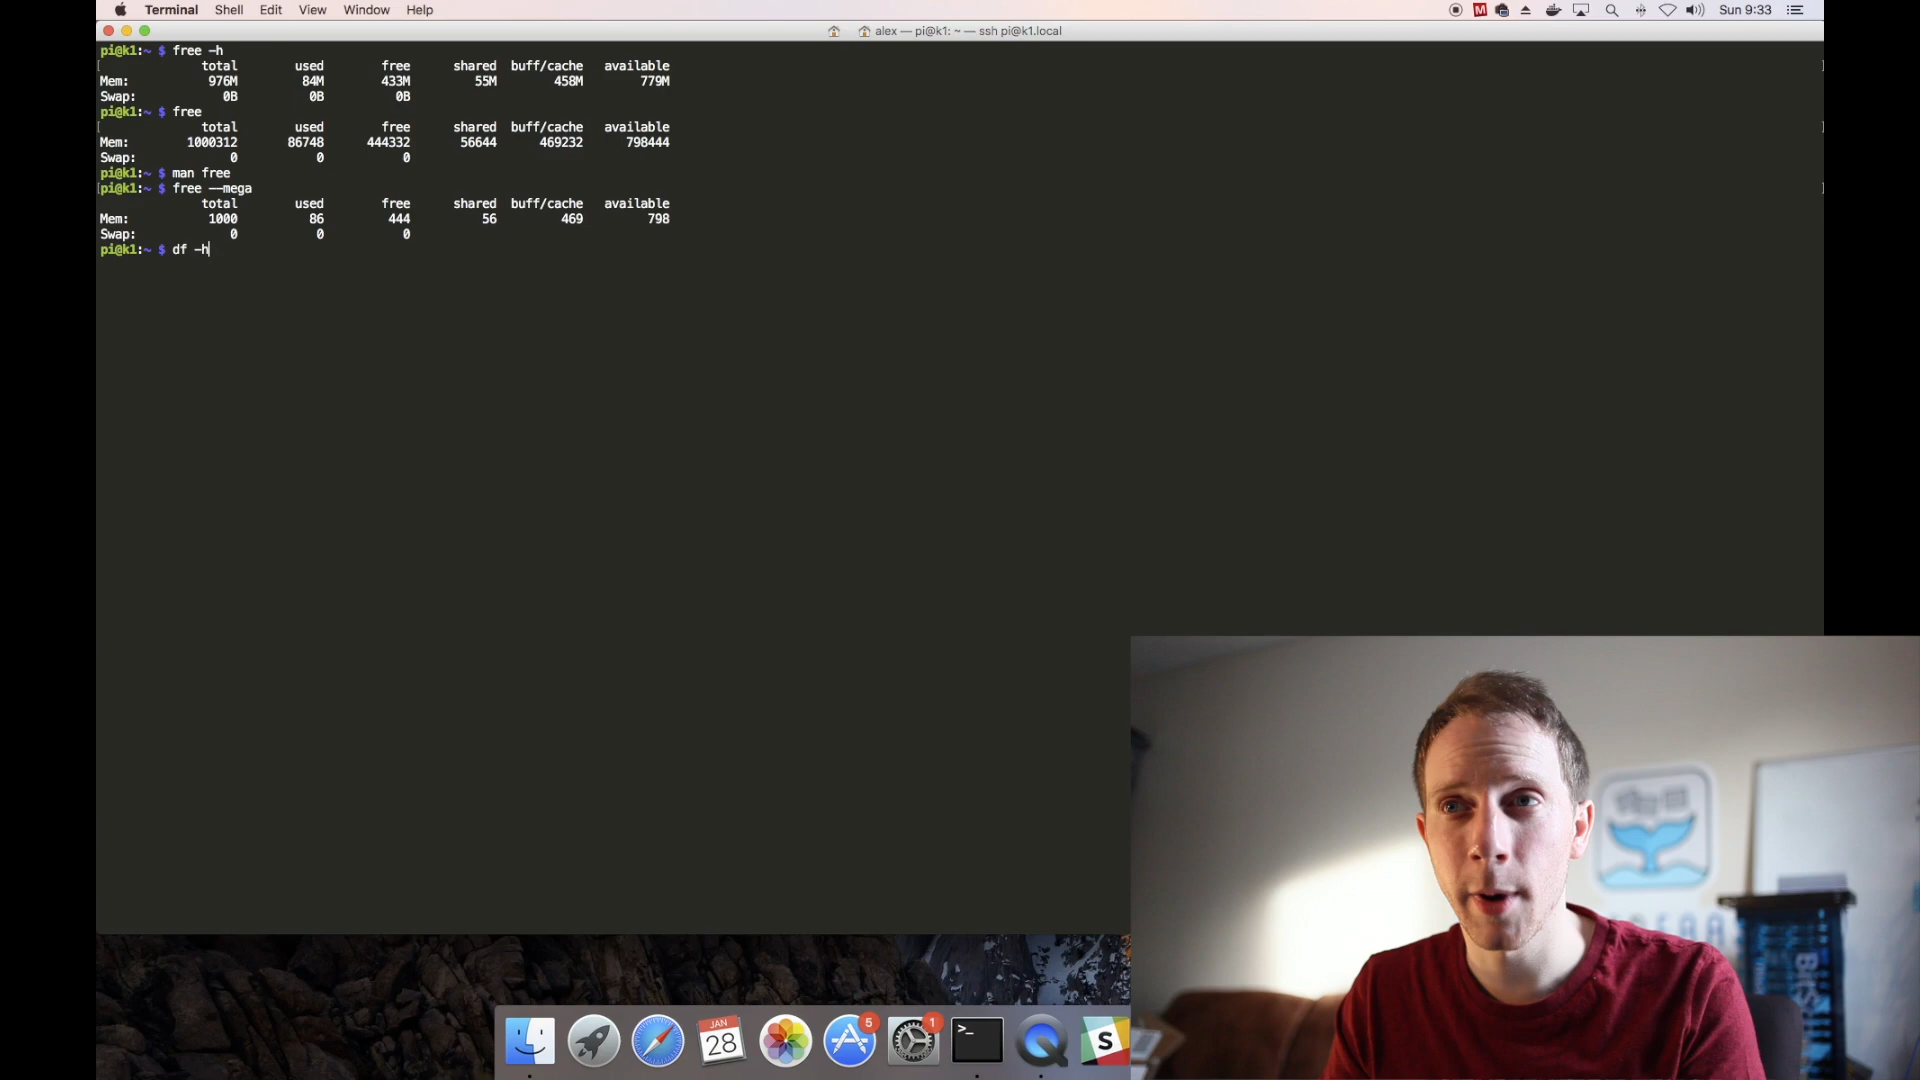 Terminal Shell Edit View Window Help M Sun 9:33
alex — pi@k1: ~ — ssh pi@k1.local
pi@k1:~ $ free -h
total used free shared buff/cache available
Mem: 976M 84M 433M 55M 458M 779M
Swap: 0B 0B 0B
pi@k1:~ $ free
total used free shared buff/cache available
Mem: 1000312 86748 444332 56644 469232 798444
Swap: 0 0 0
pi@k1:~ $ man free
pi@k1:~ $ free --mega
total used free shared buff/cache available
Mem: 1000 86 444 56 469 798
Swap: 0 0 0
pi@k1:~ $ df -h
JAN
28
5
1
>_
S